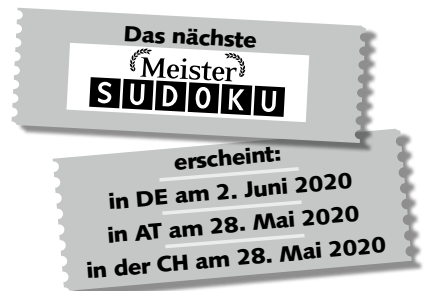 Das nächste
Meister
SUDOKU
erscheint:
in DE am 2. Juni 2020
in AT am 28. Mai 2020
in der CH am 28. Mai 2020